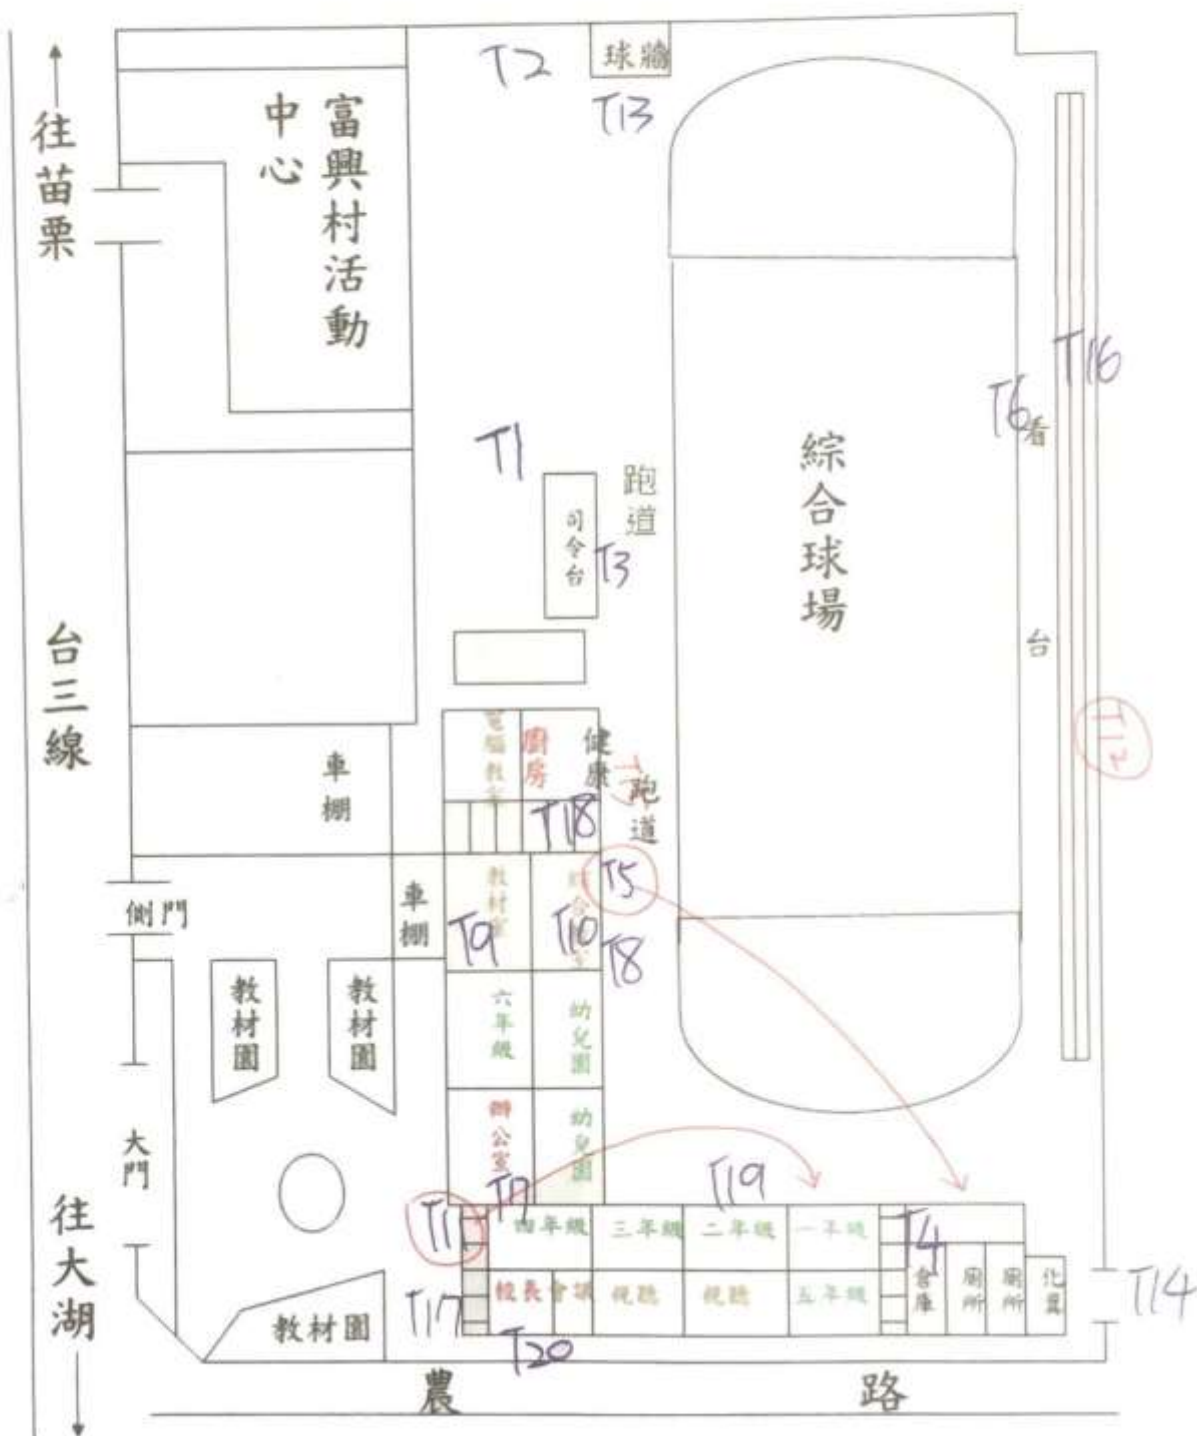 往苗栗
台三線
往大湖
富興村活動
中心
T2
球牆
T13
T1
司令台
T3
跑道
綜合球場
T6
看台
T16
T12
車棚
車棚
側門
大門
電腦教室
廚房
健康
跑道
T18
教材室
T9
T10
T5
T8
六年級
幼兒園
辦公室
幼兒園
教材園
教材園
教材園
T11
四年級
三年級
二年級
一年級
T19
T4
T17
校長
會議
視聽
視聽
五年級
倉庫
廁所
廁所
T14
T20
農路